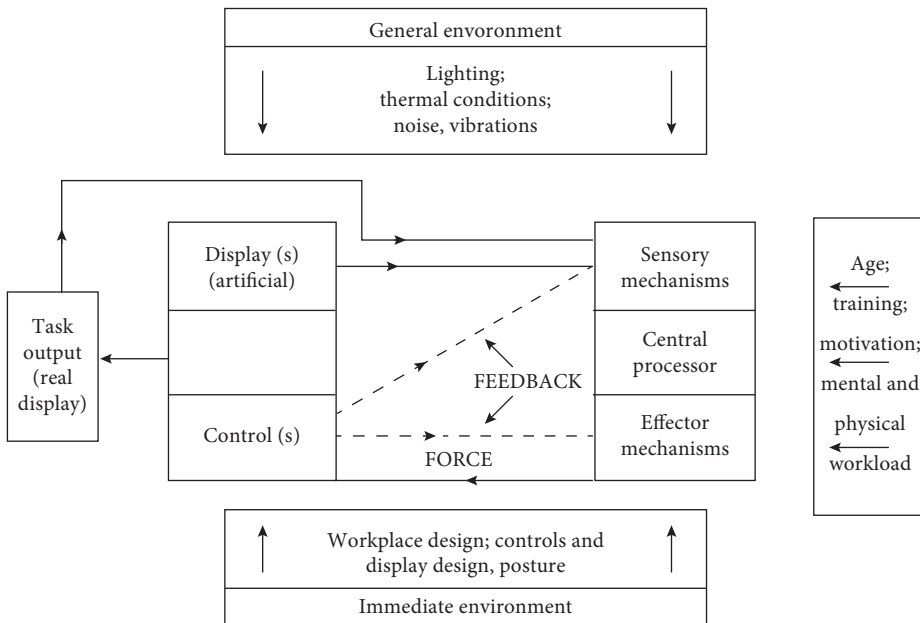 General envoronment
Lighting;
thermal conditions;
noise, vibrations
Display (s)
(artificial)
Sensory
mechanisms
Age;
training;
motivation;
mental and
physical
workload
Task
output
(real
display)
Central
processor
FEEDBACK
Control (s)
Effector
mechanisms
FORCE
Workplace design; controls and
display design, posture
Immediate environment